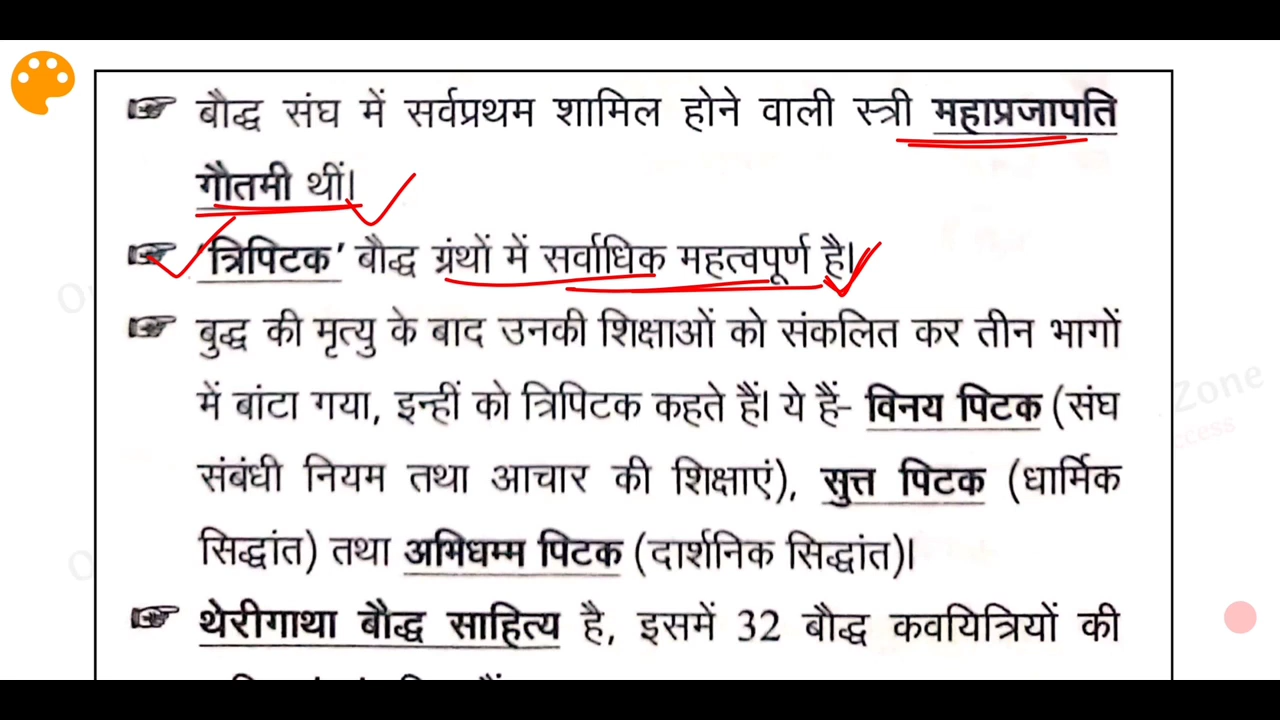 ☞ बौद्ध संघ में सर्वप्रथम शामिल होने वाली स्त्री महाप्रजापति
गौतमी थीं।
☞ 'त्रिपिटक' बौद्ध ग्रंथों में सर्वाधिक महत्वपूर्ण है।
☞ बुद्ध की मृत्यु के बाद उनकी शिक्षाओं को संकलित कर तीन भागों
में बांटा गया, इन्हीं को त्रिपिटक कहते हैं। ये हैं- विनय पिटक (संघ
Zone
संबंधी नियम तथा आचार की शिक्षाएं), सुत्त पिटक (धार्मिक
सिद्धांत) तथा अभिधम्म पिटक (दार्शनिक सिद्धांत)।
☞ थेरीगाथा बौद्ध साहित्य है, इसमें 32 बौद्ध कवयित्रियों की